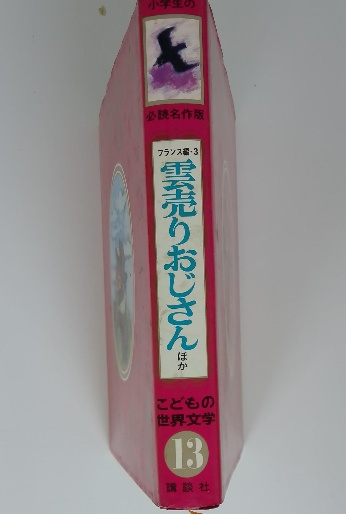 小学生の
必読名作版
フランス編・3
雲売りおじさん
ほか
こどもの
世界文学
13
講談社